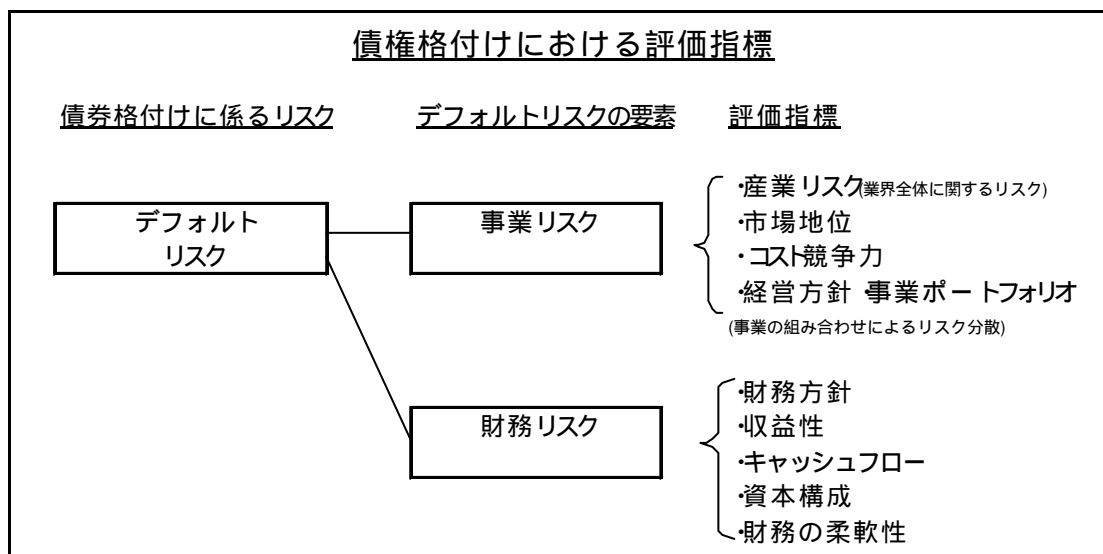 債権格付けにおける評価指標
債券格付けに係るリスク
デフォルトリスクの要素
評価指標
デフォルト
リスク
事業リスク
・産業リスク(業界全体に関するリスク)
・市場地位
・コスト競争力
・経営方針・事業ポートフォリオ
(事業の組み合わせによるリスク分散)
財務リスク
・財務方針
・収益性
・キャッシュフロー
・資本構成
・財務の柔軟性